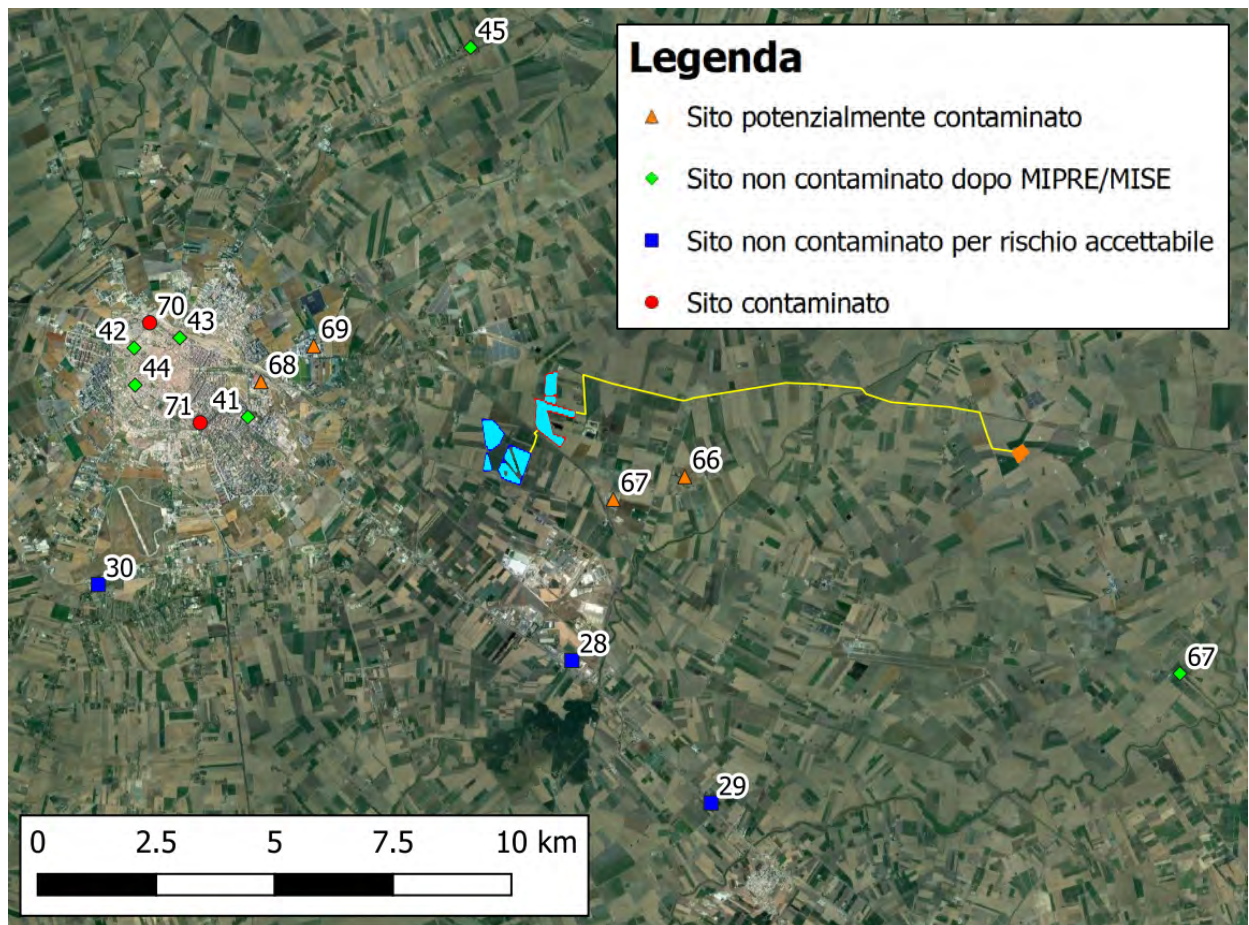 45
Legenda
Sito potenzialmente contaminato
Sito non contaminato dopo MIPRE/MISE
Sito non contaminato per rischio accettabile
Sito contaminato
70
43
42
69
68
44
41
71
66
67
30
28
67
29
0 2.5 5 7.5 10 km